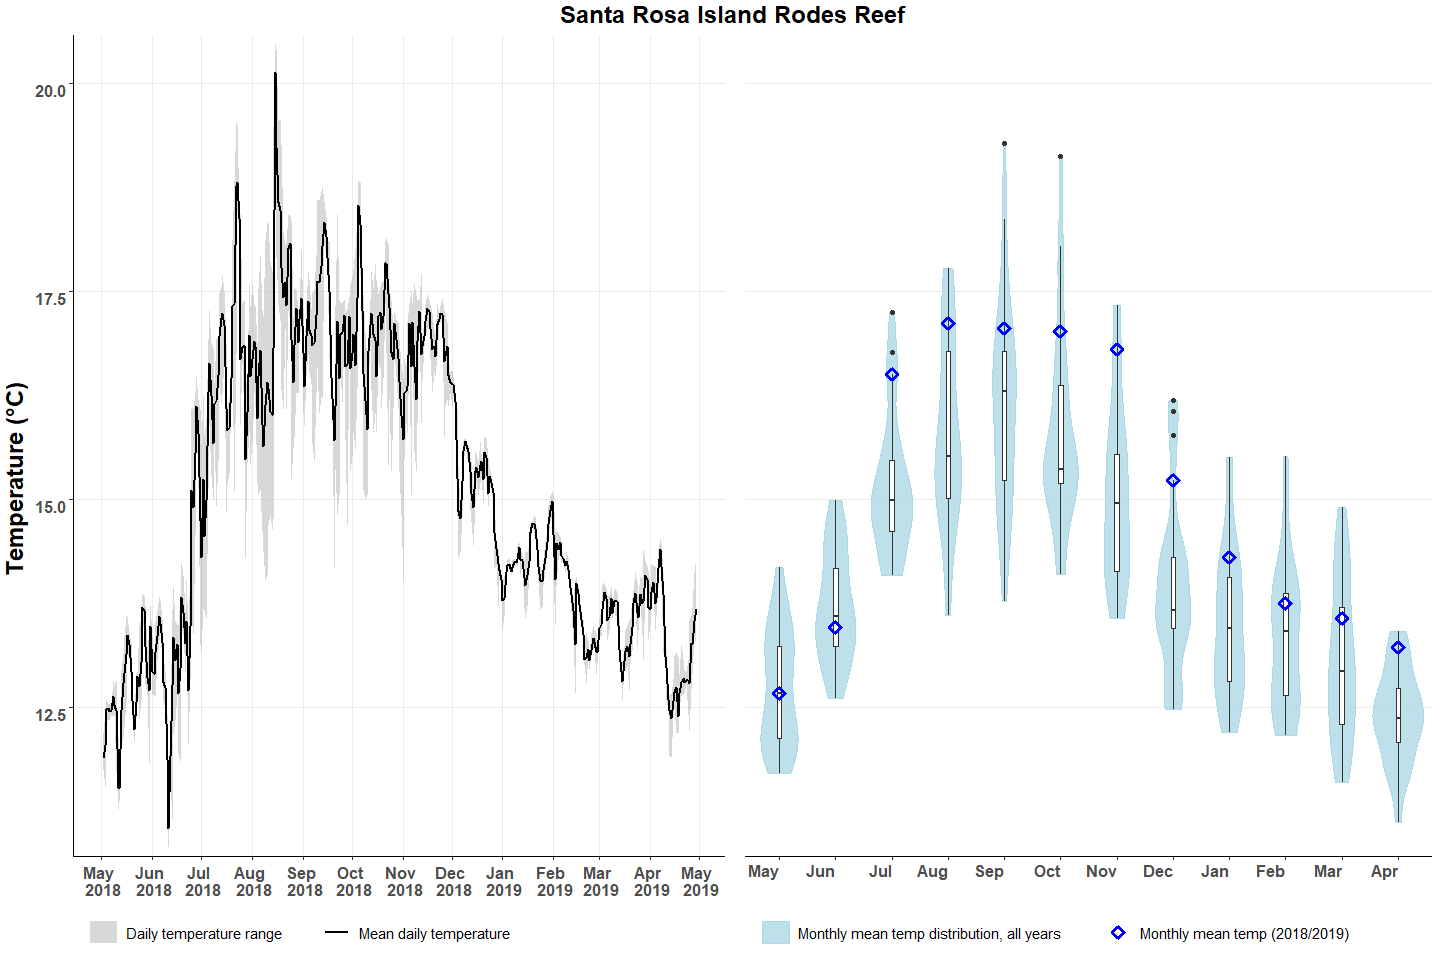 Santa Rosa Island Rodes Reef
Temperature (°C)
20.0
17.5
15.0
12.5
May Jun Jul Aug Sep Oct Nov Dec Jan Feb Mar Apr May
2018 2018 2018 2018 2018 2018 2018 2018 2019 2019 2019 2019 2019
May Jun Jul Aug Sep Oct Nov Dec Jan Feb Mar Apr
Daily temperature range Mean daily temperature
Monthly mean temp distribution, all years Monthly mean temp (2018/2019)